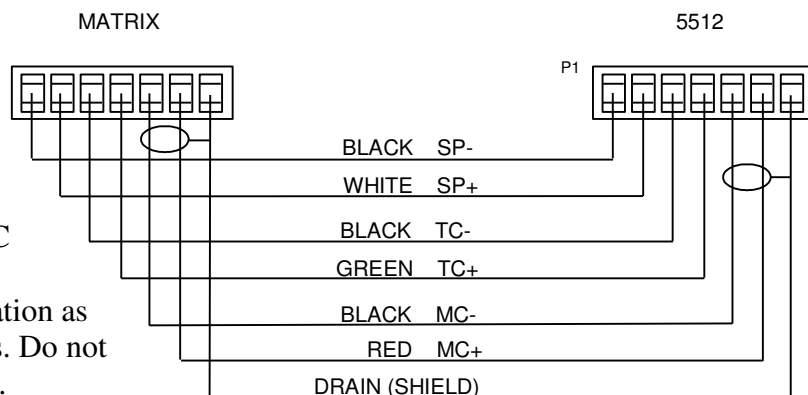 MATRIX 5512
P1
BLACK SP-
WHITE SP+
BLACK TC-
C
GREEN TC+
ation as
BLACK MC-
s. Do not
RED MC+
.
DRAIN (SHIELD)